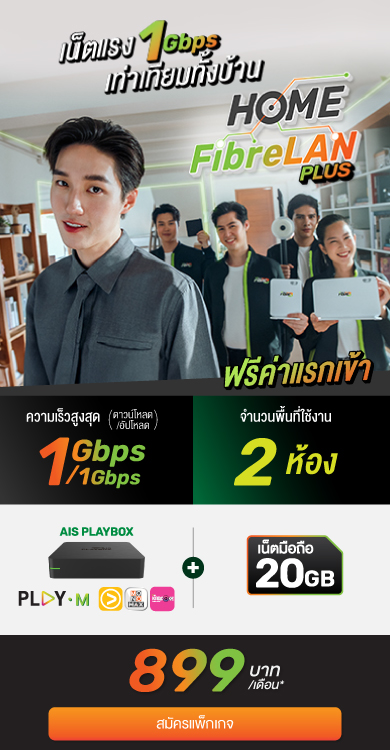 เน็ตแรง 1Gbps
เท่าเทียมทั้งบ้าน
HOME
FibreLAN
PLUS
ฟรีค่าแรกเข้า
ความเร็วสูงสุด (ดาวน์โหลด/อัปโหลด)
1Gbps
/1Gbps
จำนวนพื้นที่ใช้งาน
2 ห้อง
AIS PLAYBOX
PLAY • M
+
เน็ตมือถือ
20GB
899 บาท
/เดือน*
สมัครแพ็กเกจ